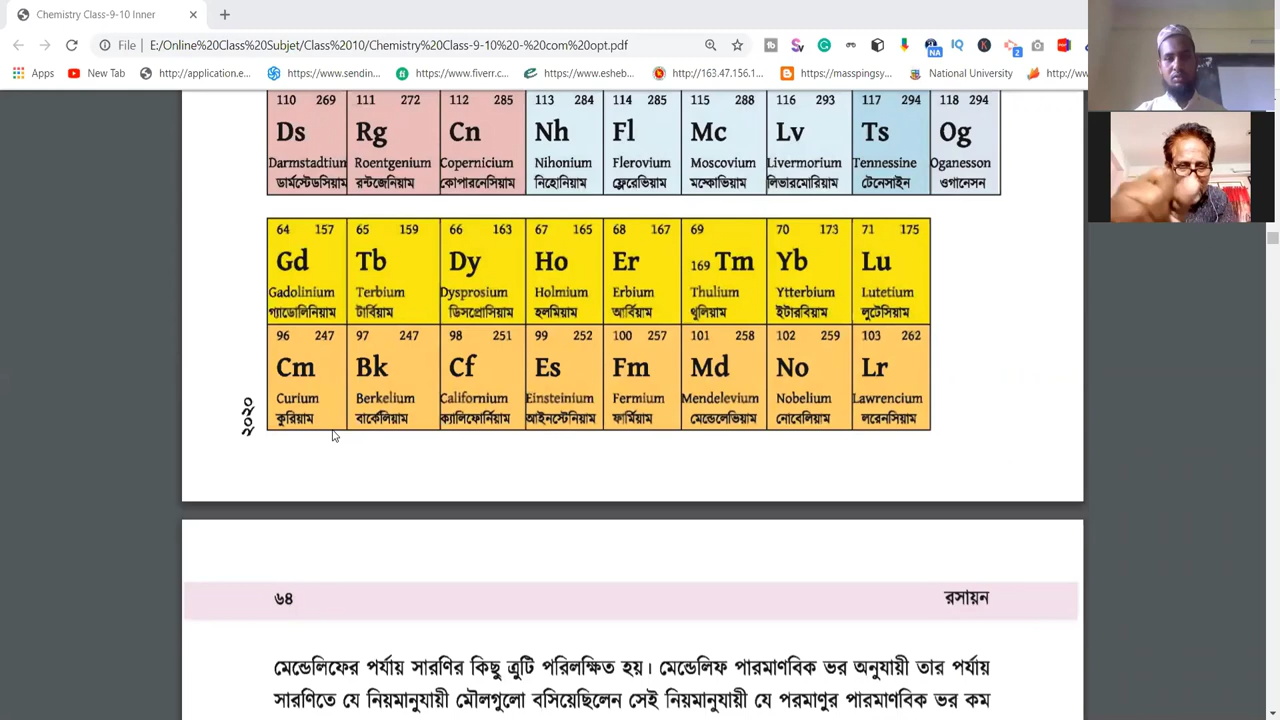 Chemistry Class-9-10 Inner
File E:/Online%20Class%20Subjet/Class 10/Chemistry%20Class-9-10%20-%20com%20opt.pdf
Apps New Tab http://application.e... https://www.sendin... https://www.fiverr.c... https://www.esheb... http://163.47.156.1... https://masspingsy... National University http://ww
110 269 111 272 112 285 113 284 114 285 115 288 116 293 117 294 118 294
Ds Rg Cn Nh Fl Mc Lv Ts Og
Darmstadtiun Roentgenium Copernicium Nihonium Flerovium Moscovium Livermorium Tennessine Oganesson
ডার্মস্টেডসিয়াম রন্টজেনিয়াম কোপারনেসিয়াম নিহোনিয়াম ফ্লেরেভিয়াম মস্কোভিয়াম লিভারমোরিয়াম টেনেসাইন ওগানেসন
64 157 65 159 66 163 67 165 68 167 69 70 173 71 175
Gd Tb Dy Ho Er 169 Tm Yb Lu
Gadolinium Terbium Dysprosium Holmium Erbium Thulium Ytterbium Lutetium
গ্যাডোলিনিয়াম টার্বিয়াম ডিসপ্রোসিয়াম হলমিয়াম আর্বিয়াম থুলিয়াম ইটারবিয়াম লুটেসিয়াম
96 247 97 247 98 251 99 252 100 257 101 258 102 259 103 262
Cm Bk Cf Es Fm Md No Lr
Curium Berkelium Californium Einsteinium Fermium Mendelevium Nobelium Lawrencium
কুরিয়াম বার্কেলিয়াম ক্যালিফোর্নিয়াম আইনস্টেনিয়াম ফার্মিয়াম মেন্ডেলেভিয়াম নোবেলিয়াম লরেনসিয়াম
২০২০
৬৪ রসায়ন
মেন্ডেলিফের পর্যায় সারণির কিছু ত্রুটি পরিলক্ষিত হয়। মেন্ডেলিফ পারমাণবিক ভর অনুযায়ী তার পর্যায়
সারণিতে যে নিয়মানুযায়ী মৌলগুলো বসিয়েছিলেন সেই নিয়মানুযায়ী যে পরমাণুর পারমাণবিক ভর কম